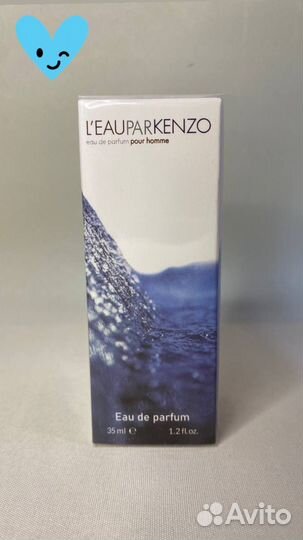 L'EAUPARKENZO
eau de parfum pour homme
Eau de parfum
35 ml ℮ 1.2 fl.oz.
Avito